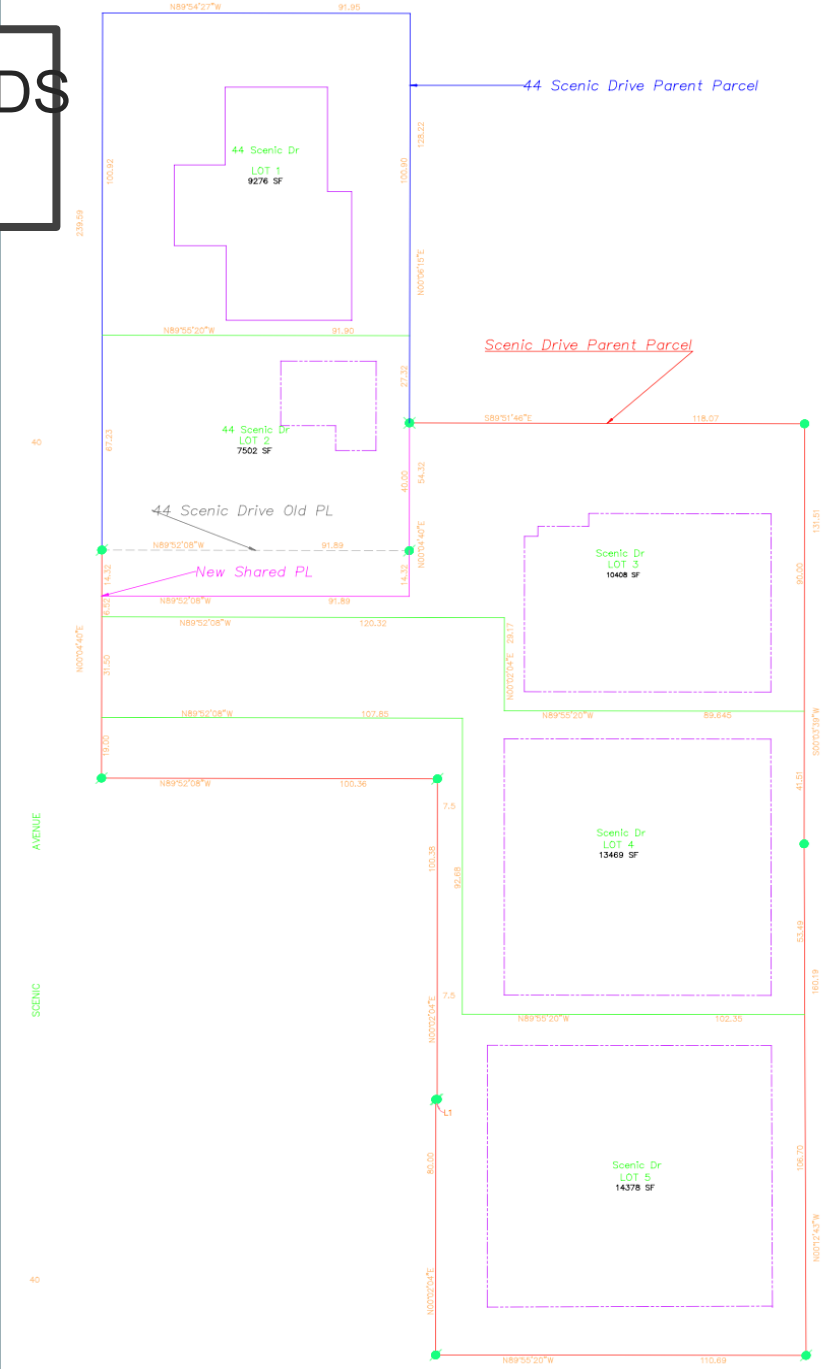 N89°54'27"W 91.95
DS
44 Scenic Drive Parent Parcel
128.22
44 Scenic Dr
LOT 1
9276 SF
100.92
100.90
239.59
N00°06'15"E
N89°55'20"W 91.90
Scenic Drive Parent Parcel
27.32
S89°51'46"E 118.07
44 Scenic Dr
LOT 2
7502 SF
40
67.23
40.00
54.32
44 Scenic Drive Old PL
131.51
N89°52'08"W 91.89
N00°04'40"E
Scenic Dr
LOT 3
10408 SF
90.00
New Shared PL
14.32
14.32
N89°52'08"W 91.89
6.82
N89°52'08"W 120.32
29.17
N00°04'40"E
31.50
N00°02'04"E
N89°52'08"W 107.85
N89°55'20"W 89.645
S00°03'39"W
19.00
N89°52'08"W 100.36
41.51
7.5
AVENUE
Scenic Dr
LOT 4
13469 SF
100.38
92.68
53.49
160.19
SCENIC
7.5
N00°02'04"E
N89°55'20"W 102.35
L1
80.00
Scenic Dr
LOT 5
14378 SF
106.70
N00°12'43"W
40
N00°02'04"E
N89°55'20"W 110.69